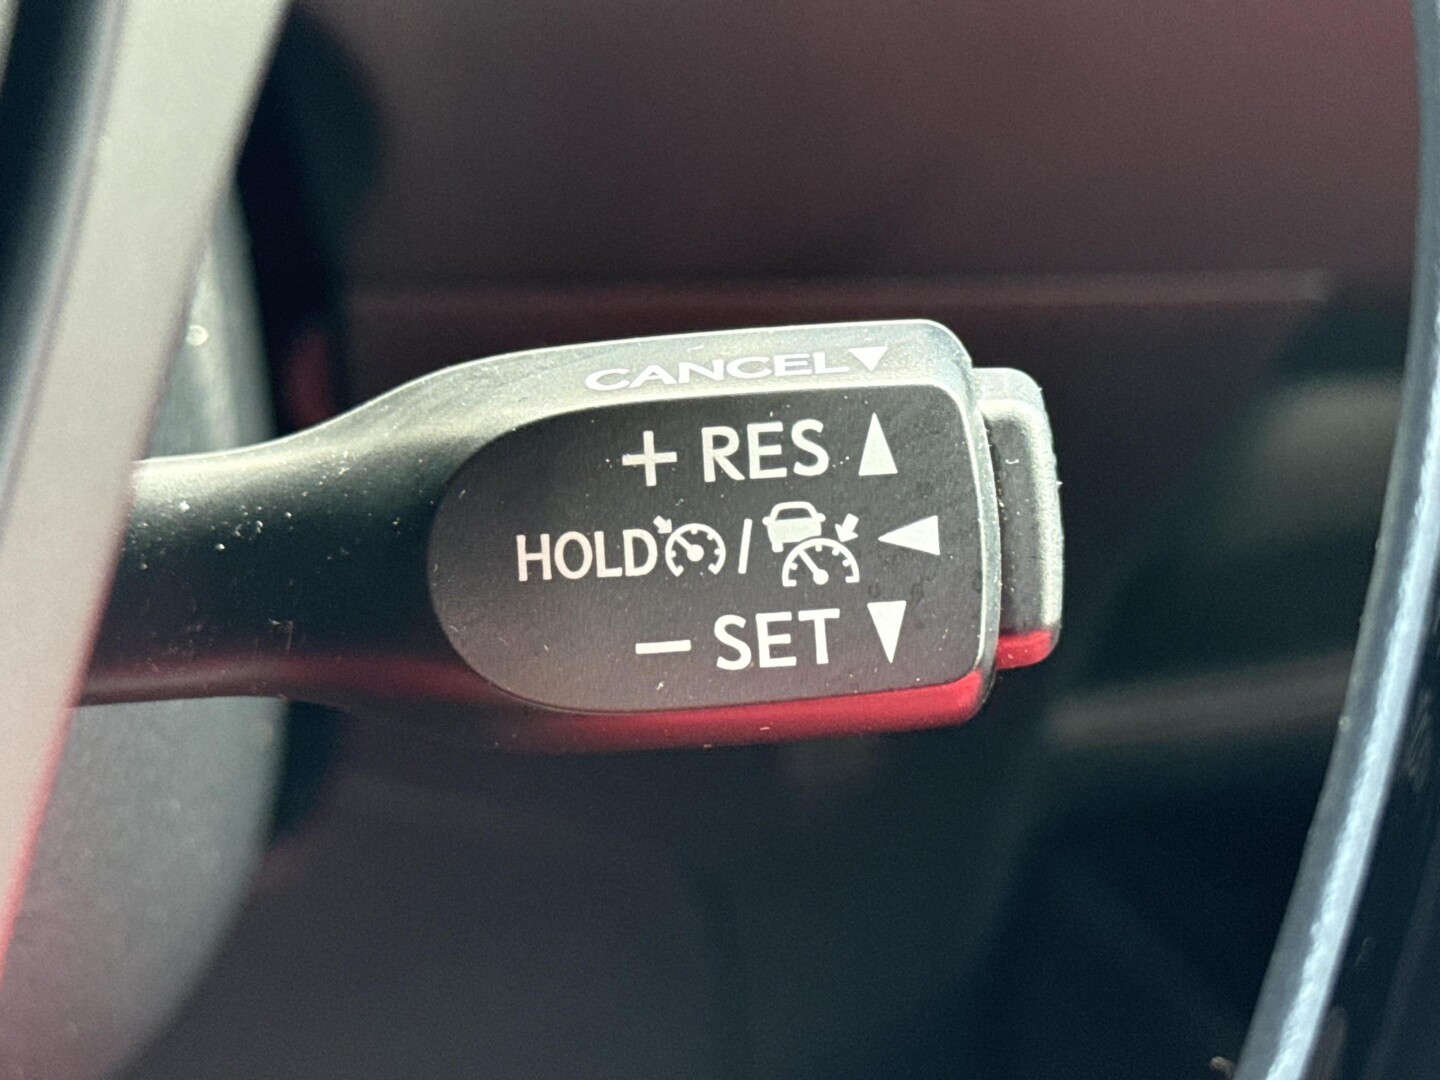 CANCEL▼
+ RES ▲
HOLD / ◀
– SET ▼